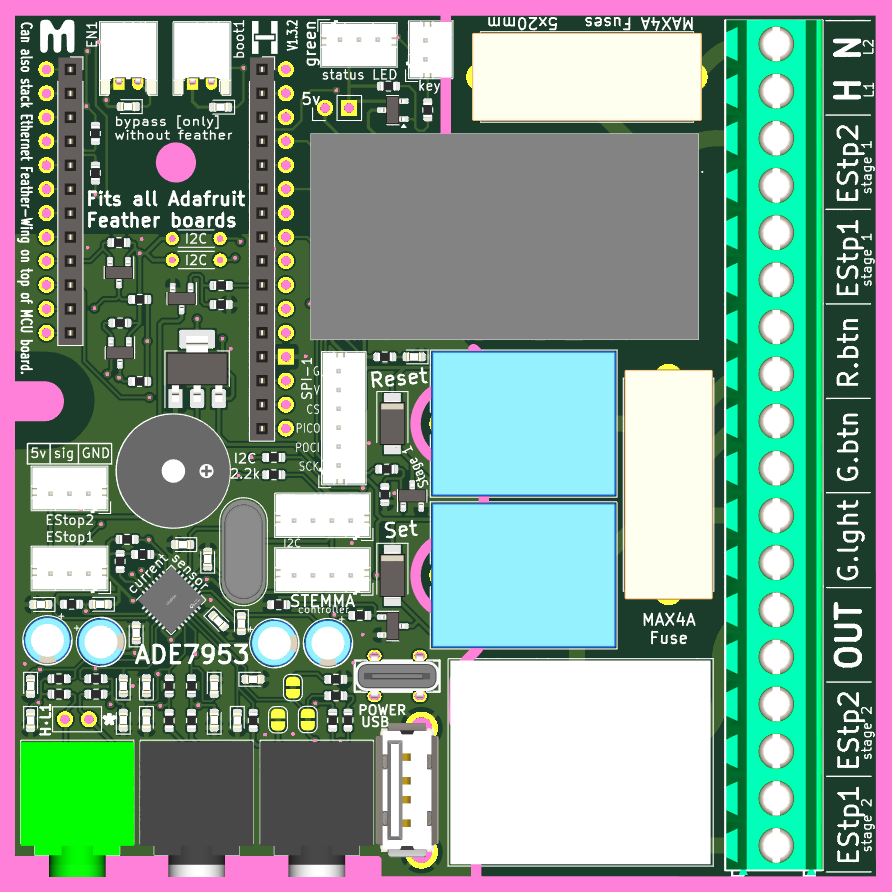 M
EN1
boot1
H
V1.3.2
green
status LED
key
5x20mm Fuses MAX4A
5v
bypass [only]
without feather
Can also stack Ethernet Feather-Wing on top of MCU board.
Fits all Adafruit
Feather boards
I2C
I2C
SPI-1
G
V
CS
PICO
POCI
SCK
Reset
Stage 1
I2C
2.2k
5v sig GND
EStop2
EStop1
Set
I2C
current sensor
STEMMA
controller
ADE7953
MAX4A
Fuse
POWER
USB
H-L1
*
N
L2
H
L1
EStp2
stage 1
EStp1
stage 1
R.btn
G.btn
G.lght
OUT
EStp2
stage 2
EStp1
stage 2